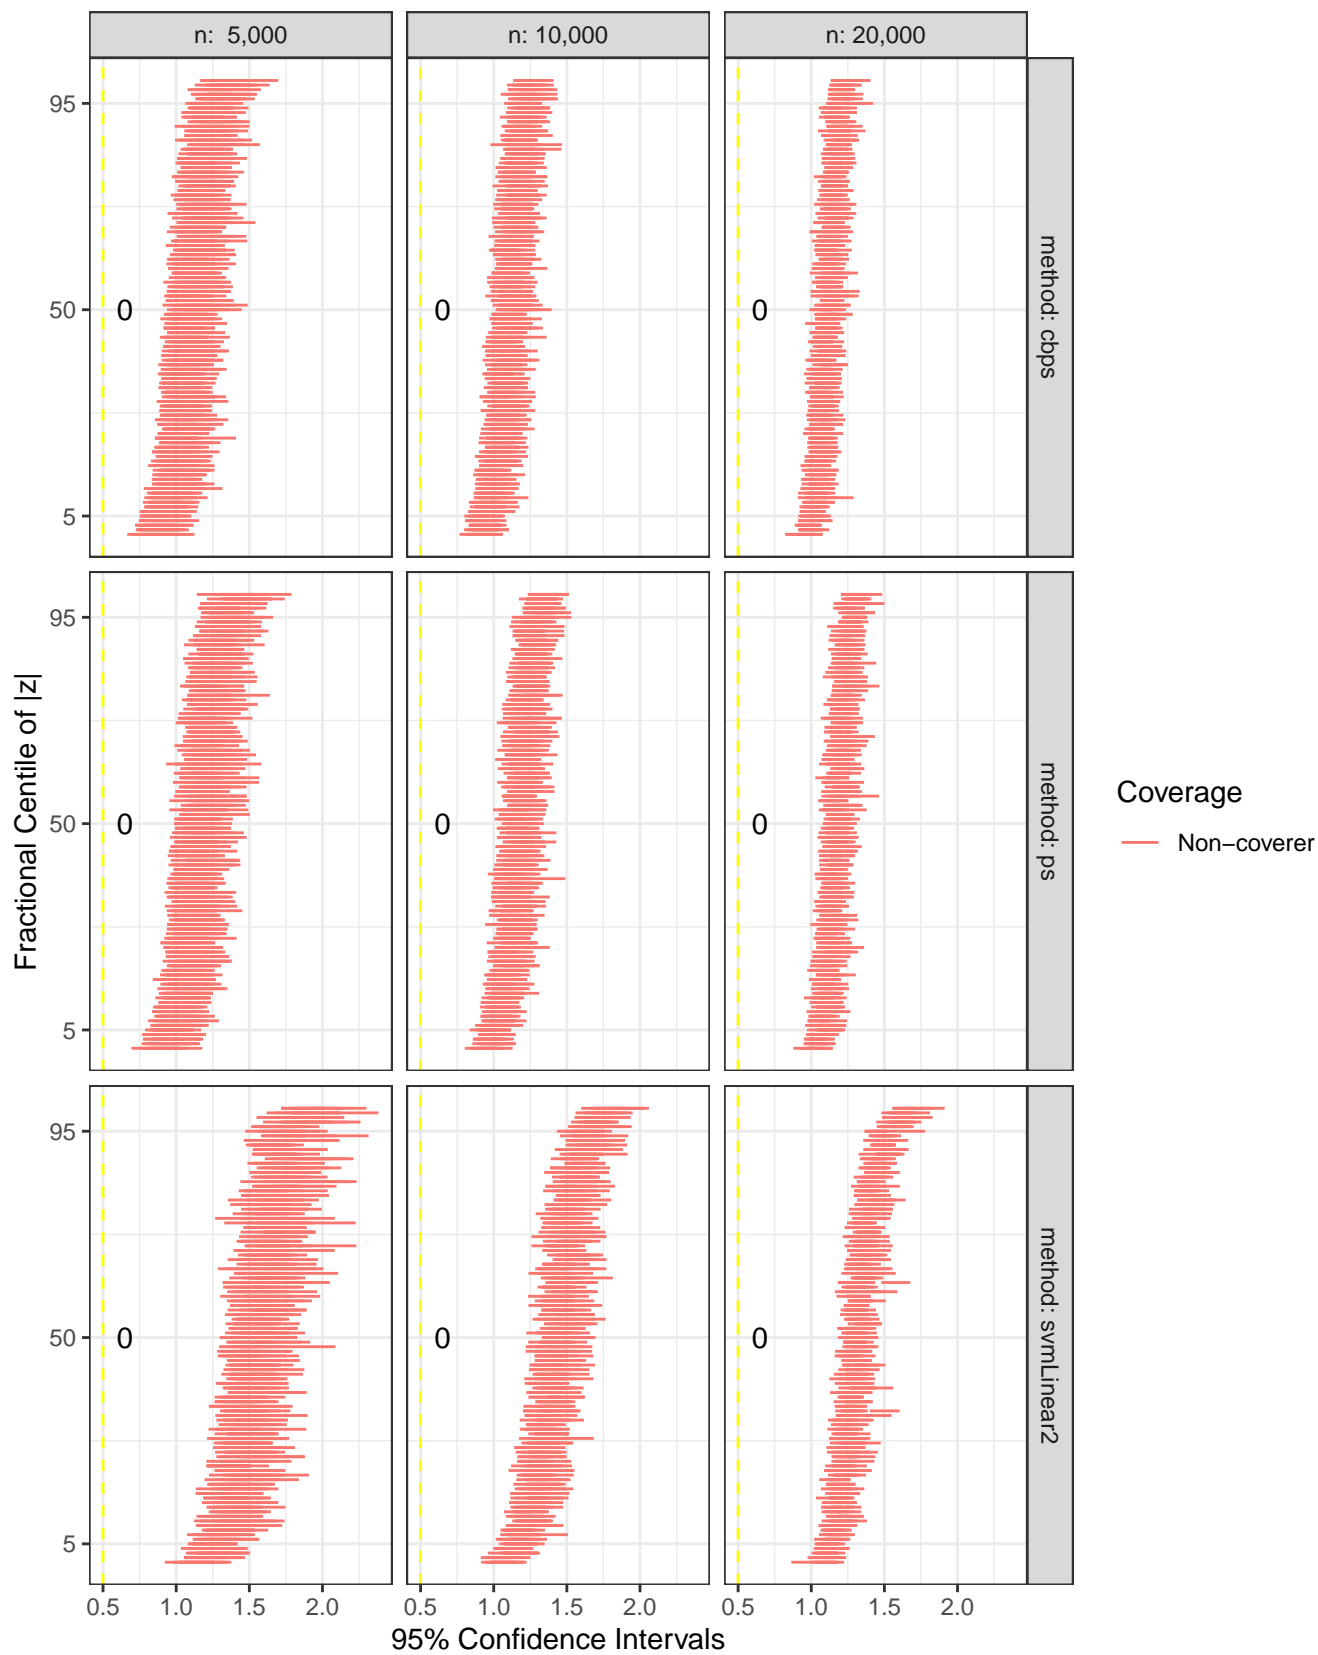 n:  5,000
n: 10,000
n: 20,000
95
50
5
0
0
0
method: cbps
95
50
5
0
0
0
method: ps
95
50
5
0
0
0
method: svmLinear2
Fractional Centile of |z|
0.5 1.0 1.5 2.0
0.5 1.0 1.5 2.0
0.5 1.0 1.5 2.0
95% Confidence Intervals
Coverage
Non−coverer